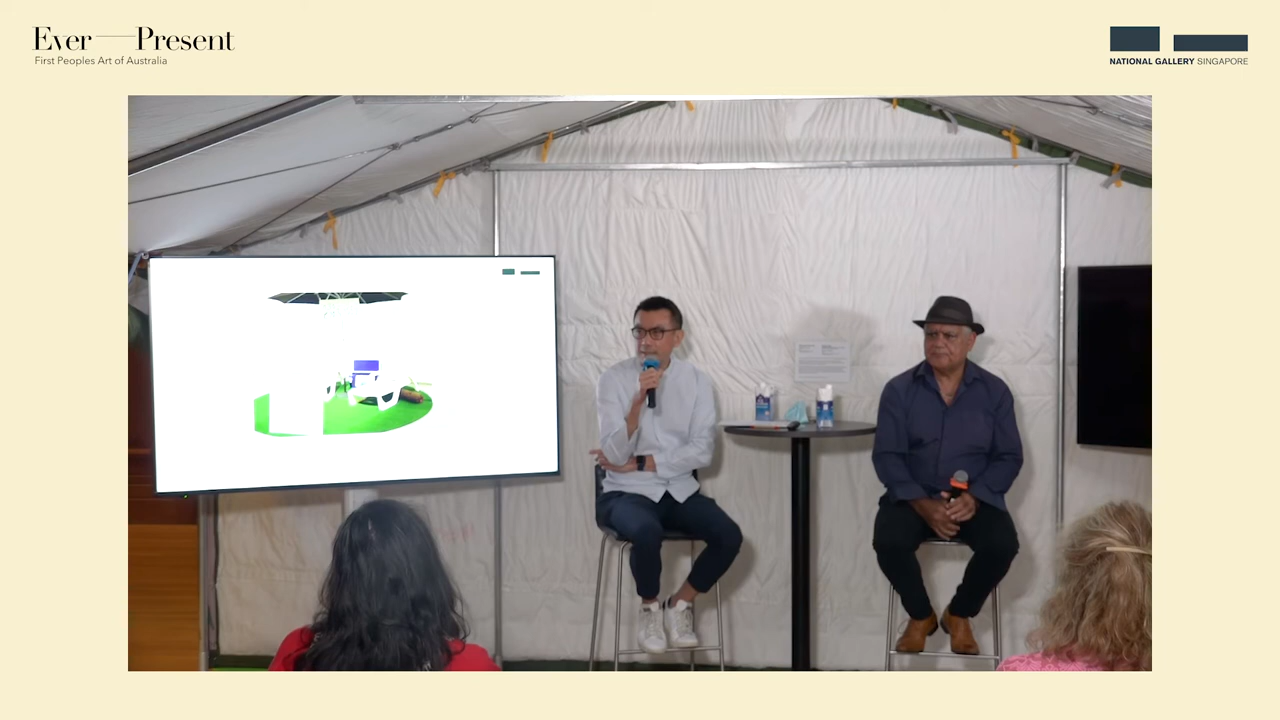 Ever — Present
First Peoples Art of Australia
NATIONAL GALLERY SINGAPORE